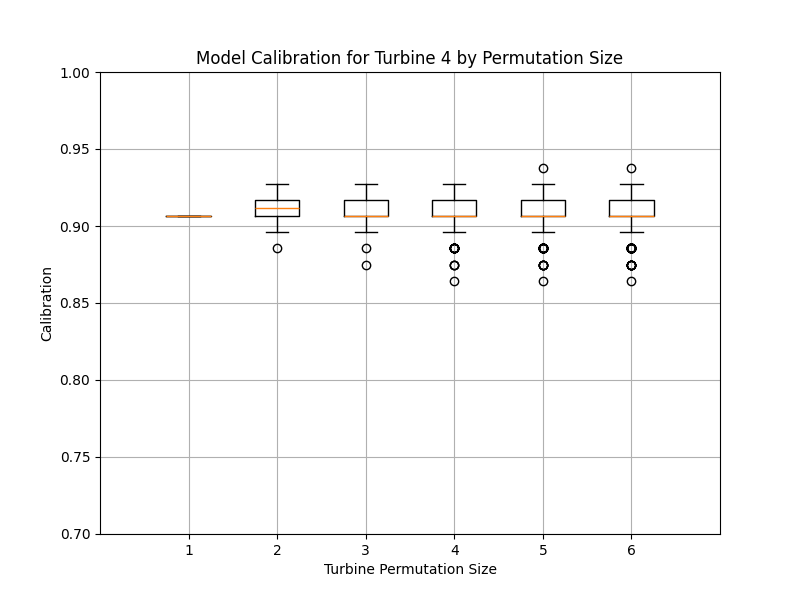 Model Calibration for Turbine 4 by Permutation Size
1.00
0.95
0.90
0.85
0.80
0.75
0.70
Calibration
1 2 3 4 5 6
Turbine Permutation Size